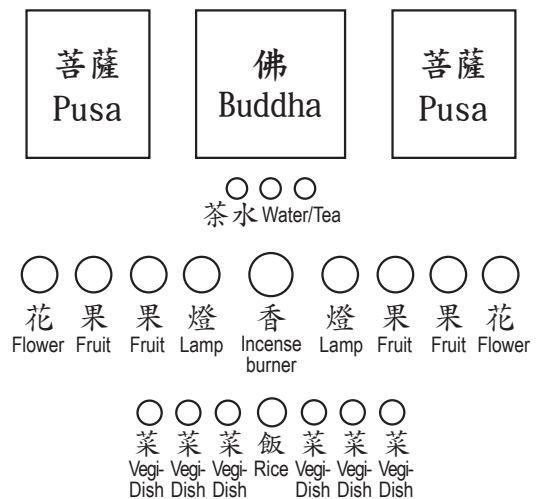 菩薩 佛 菩薩
Pusa Buddha Pusa
茶水 Water/Tea
花 果 果 燈 香 燈 果 果 花
Flower Fruit Fruit Lamp Incense Lamp Fruit Fruit Flower
burner
菜 菜 菜 飯 菜 菜 菜
Vegi- Vegi- Vegi- Rice Vegi- Vegi- Vegi-
Dish Dish Dish Dish Dish Dish